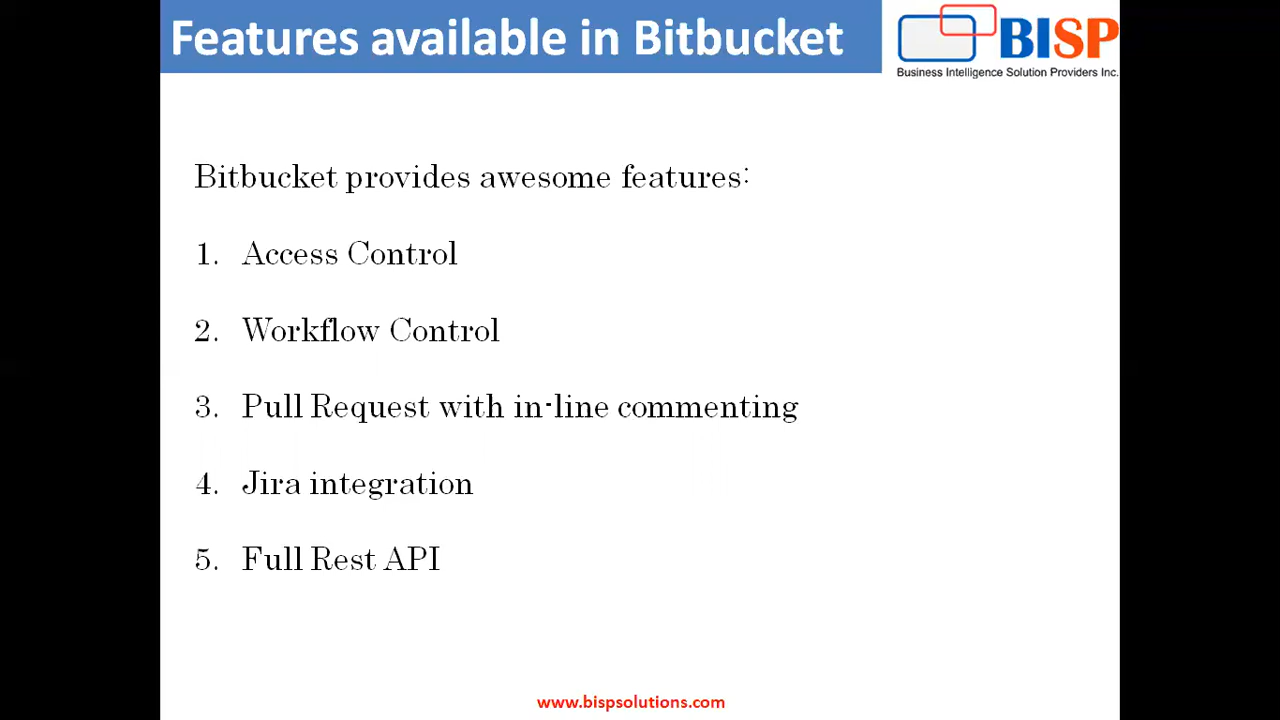 Features available in Bitbucket
BISP
Business Intelligence Solution Providers Inc.
Bitbucket provides awesome features:
1. Access Control
2. Workflow Control
3. Pull Request with in-line commenting
4. Jira integration
5. Full Rest API
www.bispsolutions.com